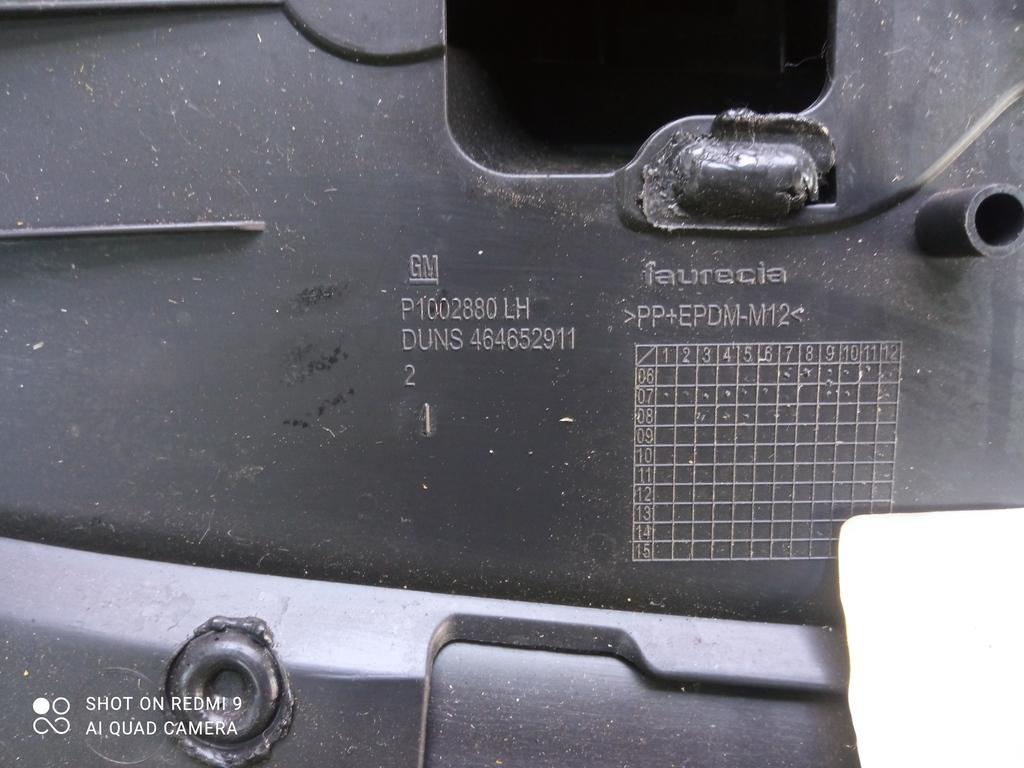 GM
P1002880 LH
DUNS 464652911
2
faurecia
>PP+EPDM-M12<
1 2 3 4 5 6 7 8 9 10 11 12
06
07
08
09
10
11
12
13
14
15
SHOT ON REDMI 9
AI QUAD CAMERA